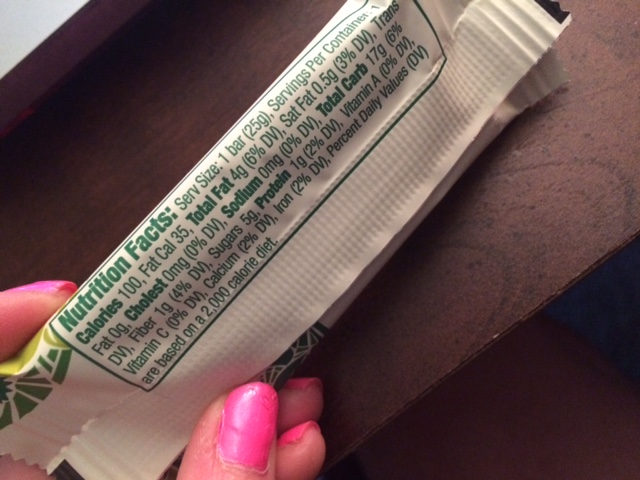 Nutrition Facts: Serv Size: 1 bar (25g), Servings Per Container:
Calories 100, Fat Cal 35, Total Fat 4g (6% DV), Sat Fat 0.5g (3% DV), Trans
Fat 0g, Cholest 0mg (0% DV), Sodium 0mg (0% DV), Total Carb 17g (6%
DV), Fiber 1g (4% DV), Sugars 5g, Protein 1g (2% DV), Vitamin A (0% DV),
Vitamin C (0% DV), Calcium (2% DV), Iron (2% DV), Percent Daily Values (DV)
are based on a 2,000 calorie diet.